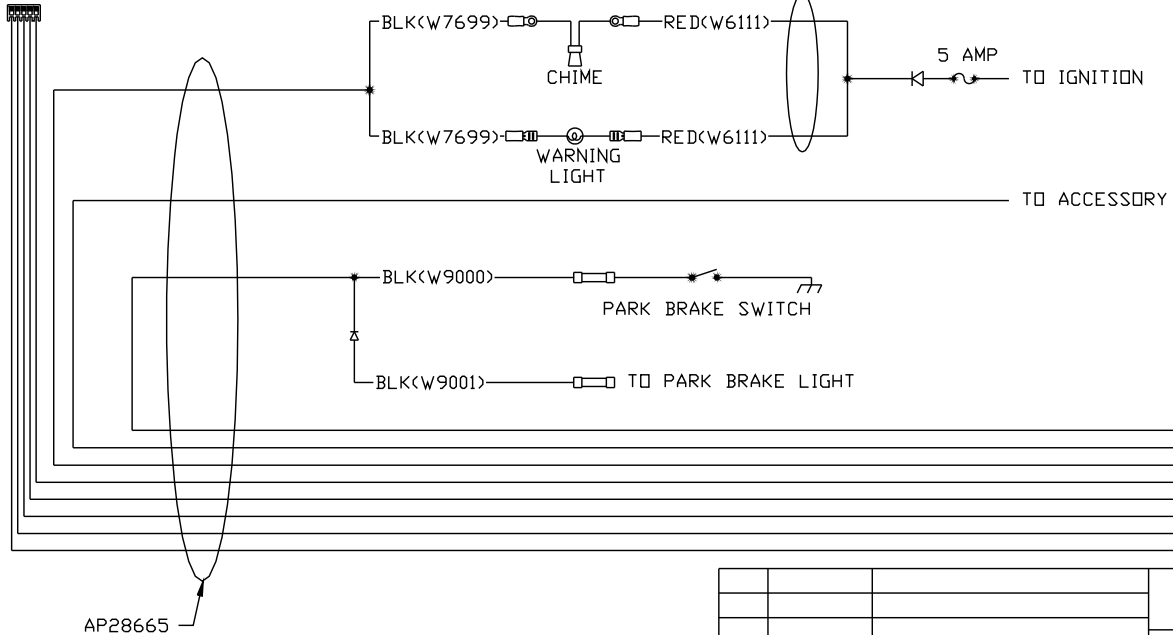 BLK(W7699) RED(W6111)
5 AMP
CHIME
TO IGNITION
BLK(W7699) RED(W6111)
WARNING
LIGHT
TO ACCESSORY
BLK(W9000)
PARK BRAKE SWITCH
BLK(W9001) TO PARK BRAKE LIGHT
AP28665